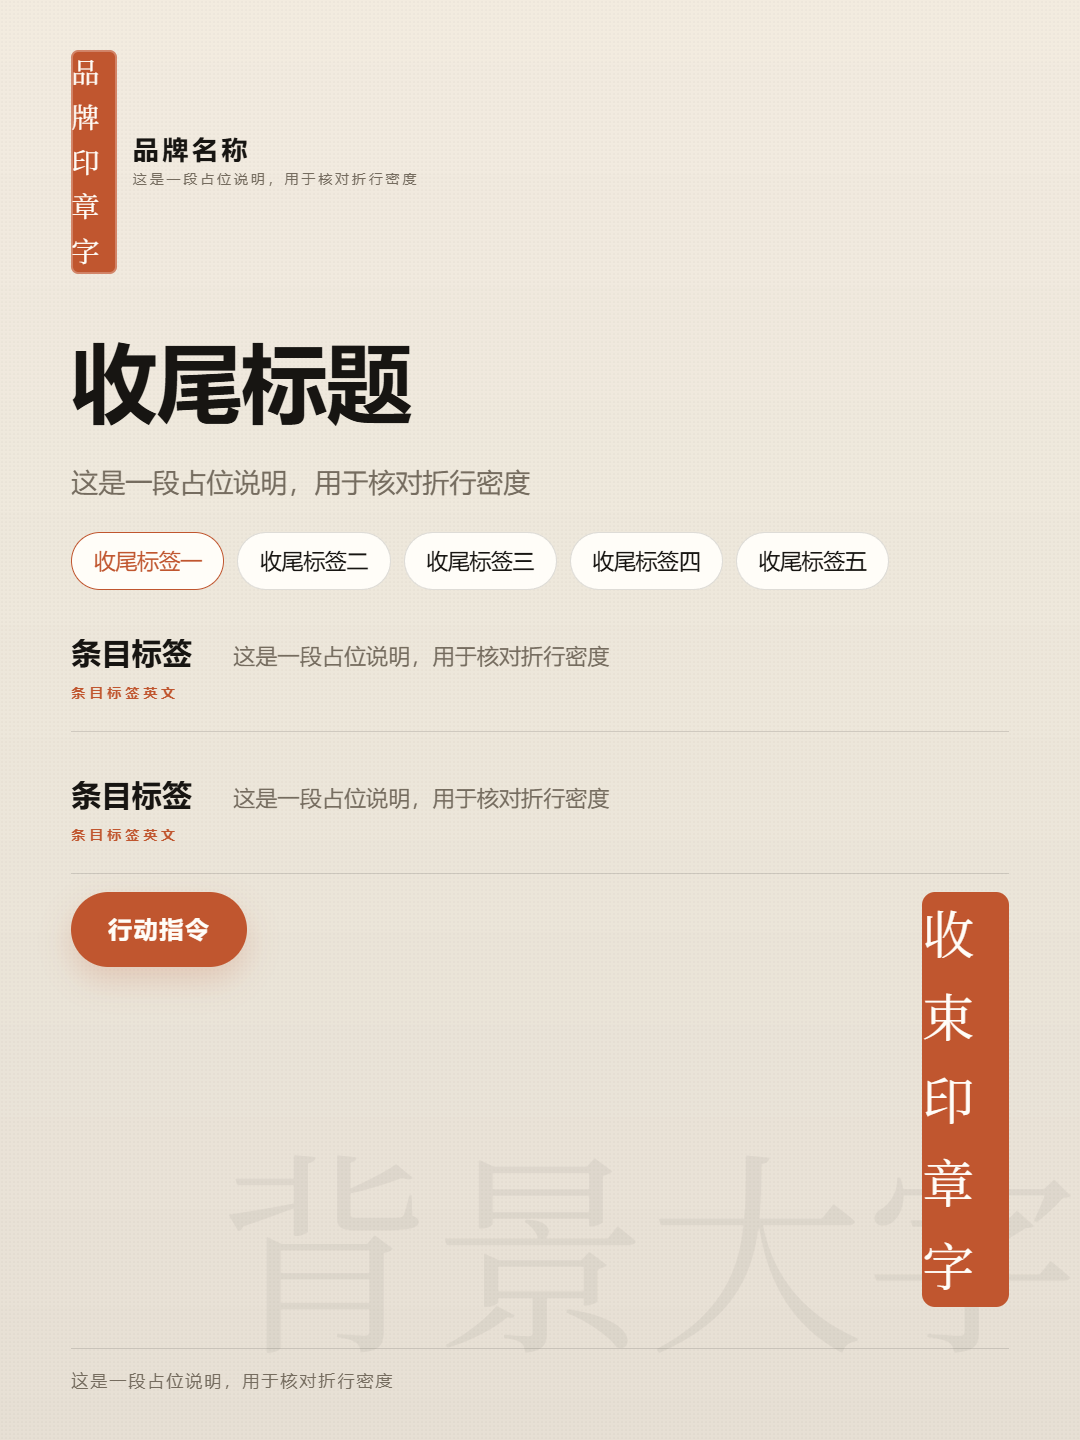 品牌印章字
品牌名称
这是一段占位说明，用于核对折行密度
收尾标题
这是一段占位说明，用于核对折行密度
收尾标签一 收尾标签二 收尾标签三 收尾标签四 收尾标签五
条目标签 这是一段占位说明，用于核对折行密度
条目标签英文
条目标签 这是一段占位说明，用于核对折行密度
条目标签英文
行动指令
收束印章字
背景大字
这是一段占位说明，用于核对折行密度